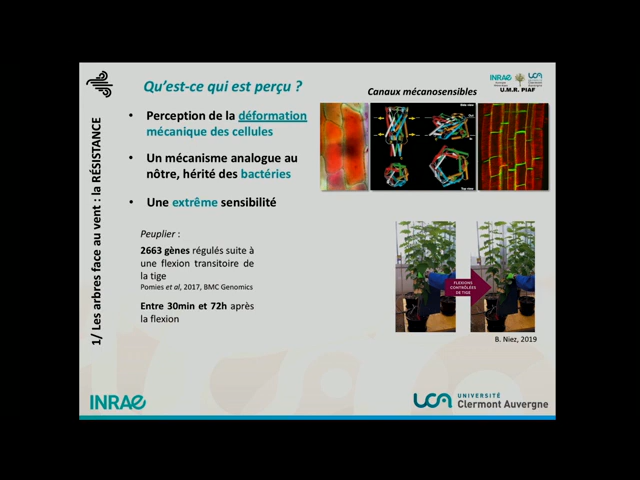 Qu'est-ce qui est perçu ?
Canaux mécanosensibles
INRAE
UCA
U.M.R. PIAF
1/ Les arbres face au vent : la RÉSISTANCE
• Perception de la déformation
mécanique des cellules
• Un mécanisme analogue au
nôtre, hérité des bactéries
• Une extrême sensibilité
Peuplier :
2663 gènes régulés suite à
une flexion transitoire de
la tige
Pomies et al, 2017, BMC Genomics
Entre 30min et 72h après
la flexion
FLEXIONS
CONTRÔLÉES
DE TIGE
B. Niez, 2019
INRAE
UCA UNIVERSITÉ
Clermont Auvergne